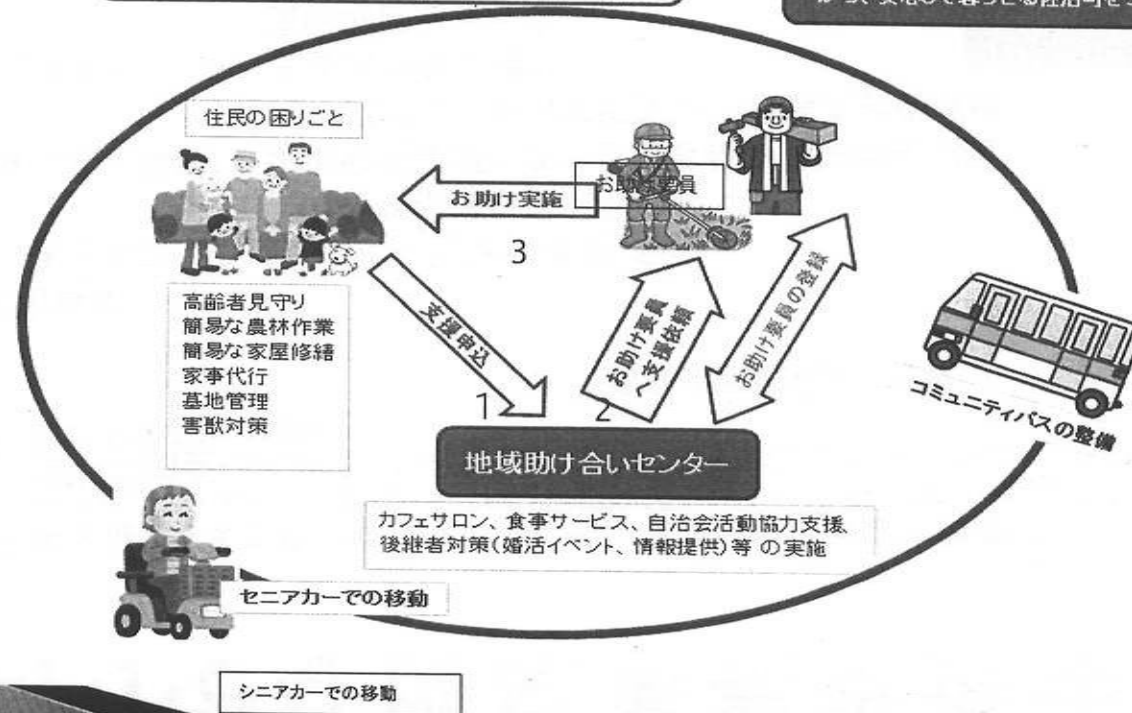 住民の困りごと
お助け要員
お助け実施
3
高齢者見守り
簡易な農林作業
簡易な家屋修繕
家事代行
墓地管理
害獣対策
支援申込
1
お助け要員
へ支援依頼
2
お助け要員の登録
コミュニティバスの整備
地域助け合いセンター
カフェサロン、食事サービス、自治会活動協力支援、
後継者対策(婚活イベント、情報提供)等 の実施
セニアカーでの移動
シニアカーでの移動